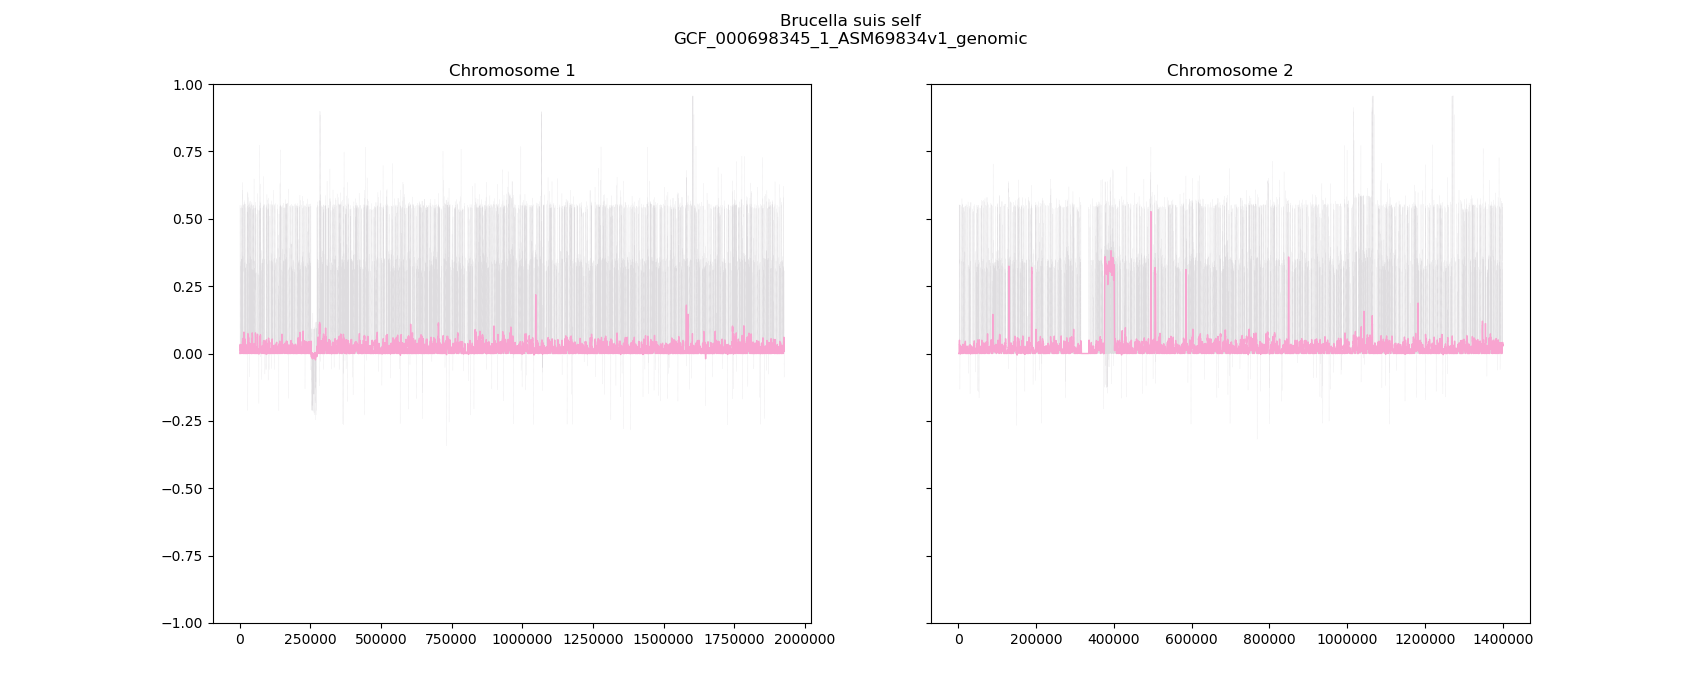 Brucella suis self
GCF_000698345_1_ASM69834v1_genomic
Chromosome 1
Chromosome 2
1.00
0.75
0.50
0.25
0.00
−0.25
−0.50
−0.75
−1.00
0 250000 500000 750000 1000000 1250000 1500000 1750000 2000000
0 200000 400000 600000 800000 1000000 1200000 1400000